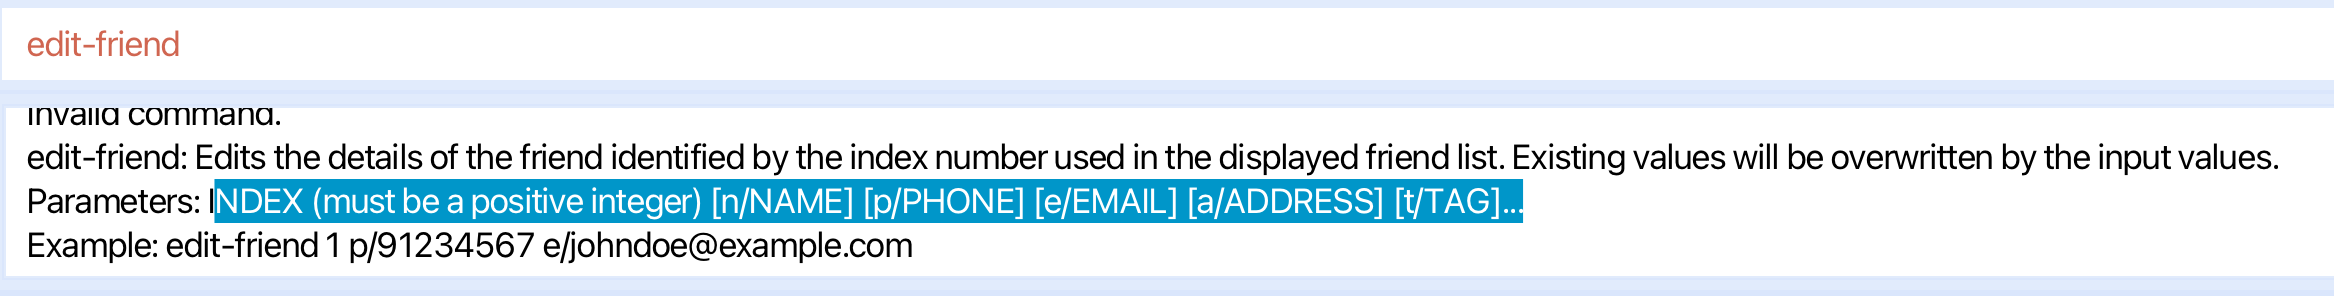 edit-friend
Invalid command.
edit-friend: Edits the details of the friend identified by the index number used in the displayed friend list. Existing values will be overwritten by the input values.
Parameters: INDEX (must be a positive integer) [n/NAME] [p/PHONE] [e/EMAIL] [a/ADDRESS] [t/TAG]...
Example: edit-friend 1 p/91234567 e/johndoe@example.com